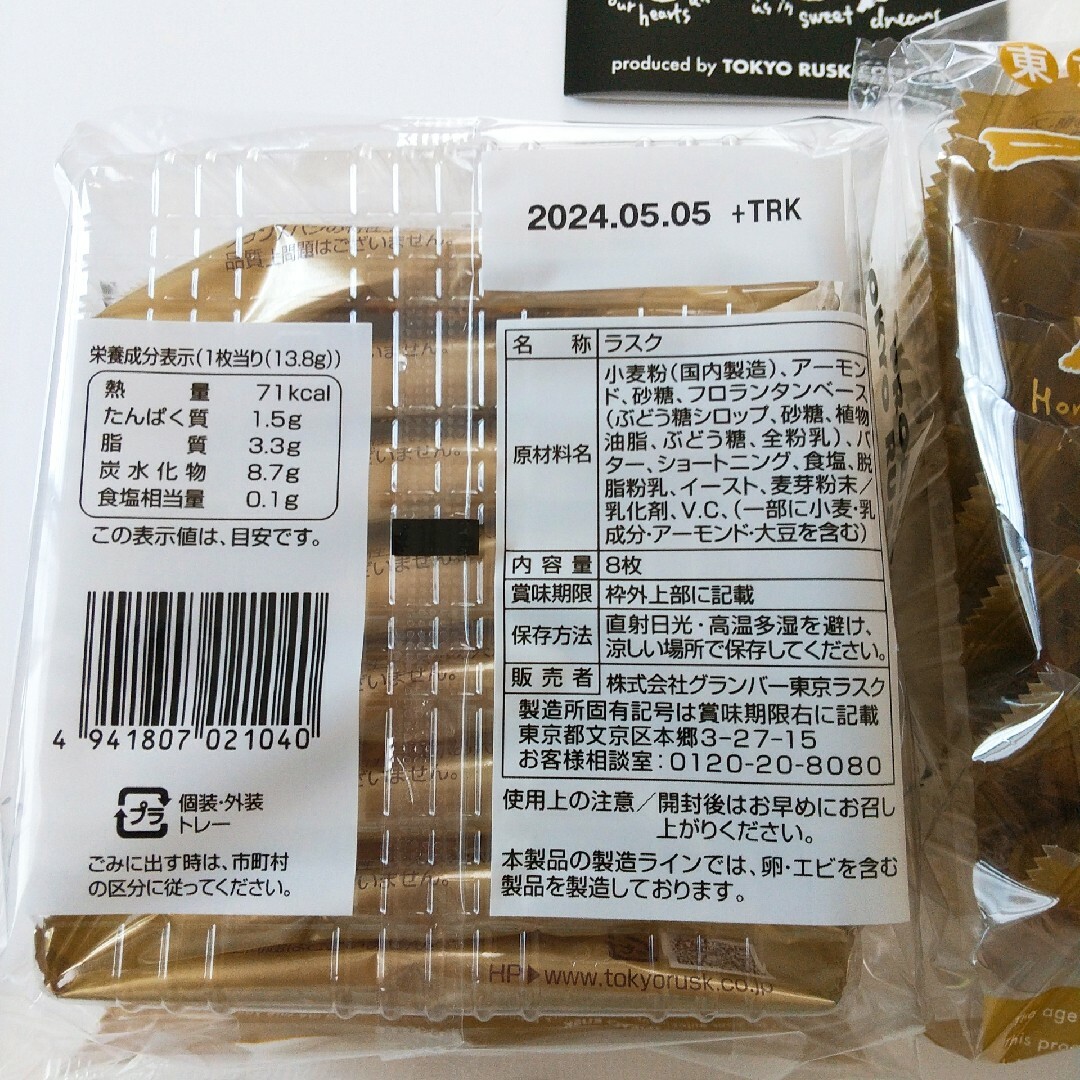 our hearts
us in sweet dreams
produced by TOKYO RUSK
東
2024.05.05 +TRK
品質上問題はございません。
栄養成分表示(1枚当り(13.8g))
熱量 71kcal
たんぱく質 1.5g
脂質 3.3g
炭水化物 8.7g
食塩相当量 0.1g
この表示値は、目安です。
4 941807 021040
プラ
個装・外装
トレー
ごみに出す時は、市町村
の区分に従ってください。
名称 ラスク
原材料名
小麦粉(国内製造)、アーモン
ド、砂糖、フロランタンベース
(ぶどう糖シロップ、砂糖、植物
油脂、ぶどう糖、全粉乳)、バ
ター、ショートニング、食塩、脱
脂粉乳、イースト、麦芽粉末/
乳化剤、V.C.、(一部に小麦・乳
成分・アーモンド・大豆を含む)
内容量 8枚
賞味期限 枠外上部に記載
保存方法
直射日光・高温多湿を避け、
涼しい場所で保存してください。
販売者 株式会社グランバー東京ラスク
製造所固有記号は賞味期限右に記載
東京都文京区本郷3-27-15
お客様相談室:0120-20-8080
使用上の注意/開封後はお早めにお召し
上がりください。
本製品の製造ラインでは、卵・エビを含む
製品を製造しております。
HP▶www.tokyorusk.co.jp